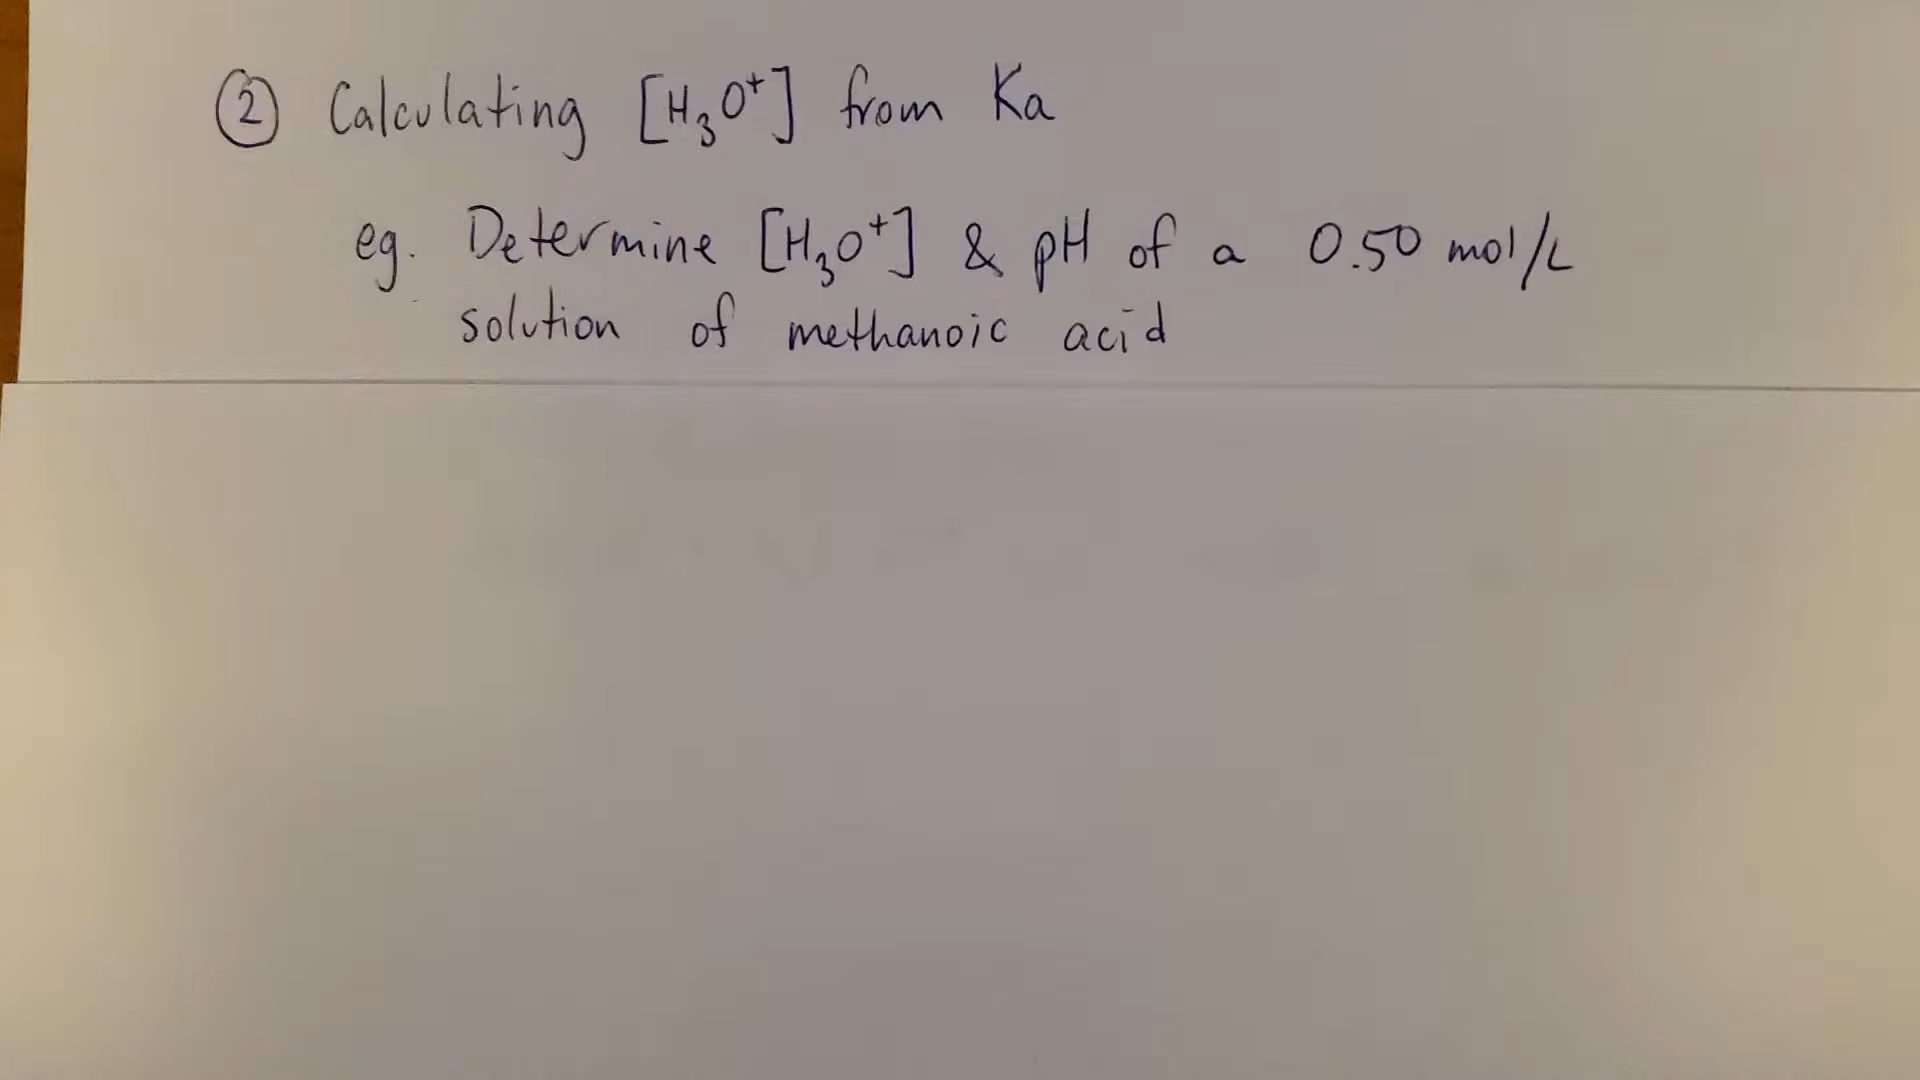 ② Calculating [H₃O⁺] from Ka
eg. Determine [H₃O⁺] & pH of a 0.50 mol/L
solution of methanoic acid